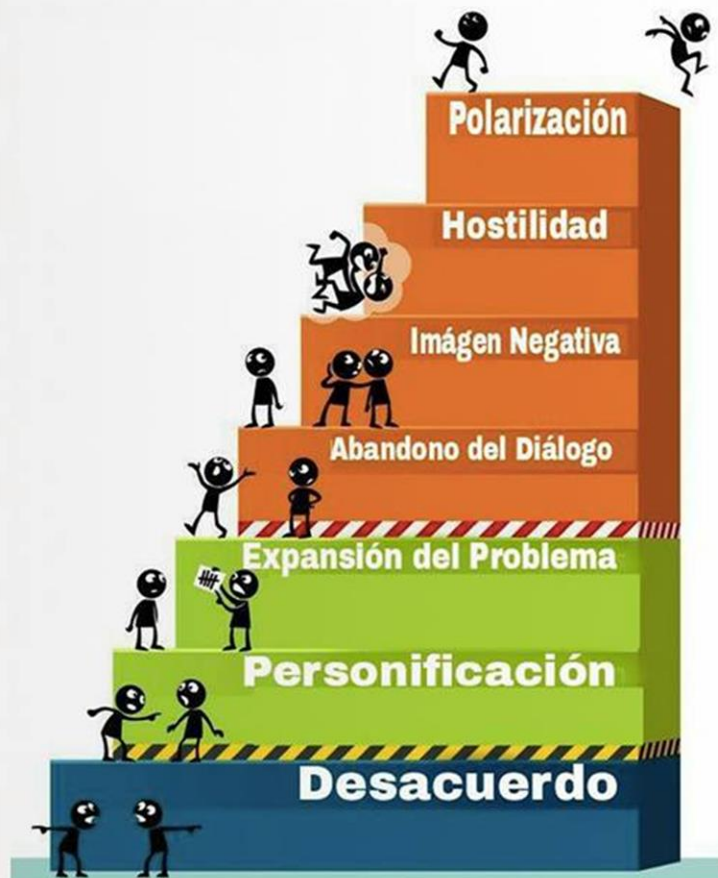 Polarización
Hostilidad
Imágen Negativa
Abandono del Diálogo
Expansión del Problema
Personificación
Desacuerdo